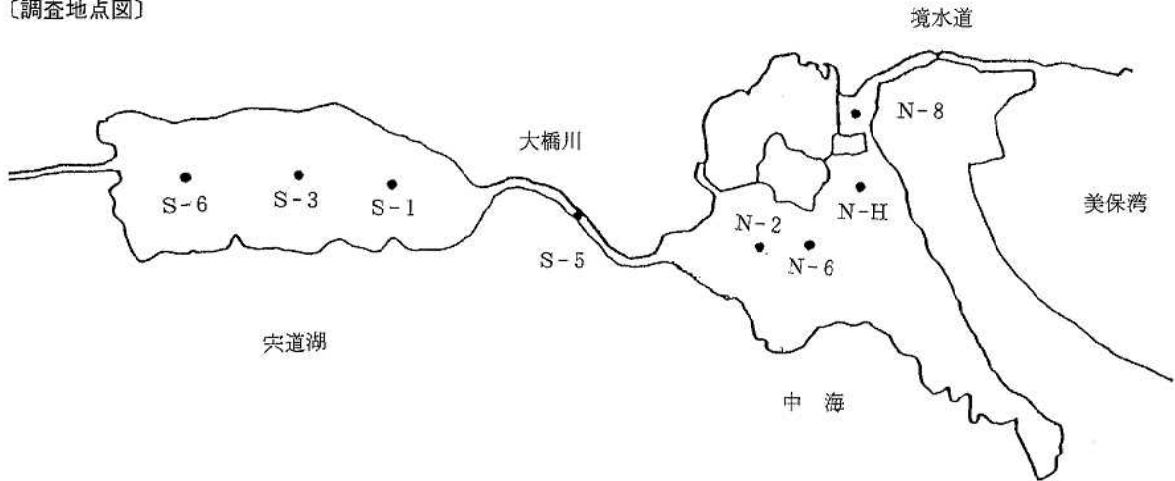 〔調査地点図〕
境水道
大橋川
N-8
S-6
S-3
S-1
N-H
美保湾
N-2
N-6
S-5
宍道湖
中 海